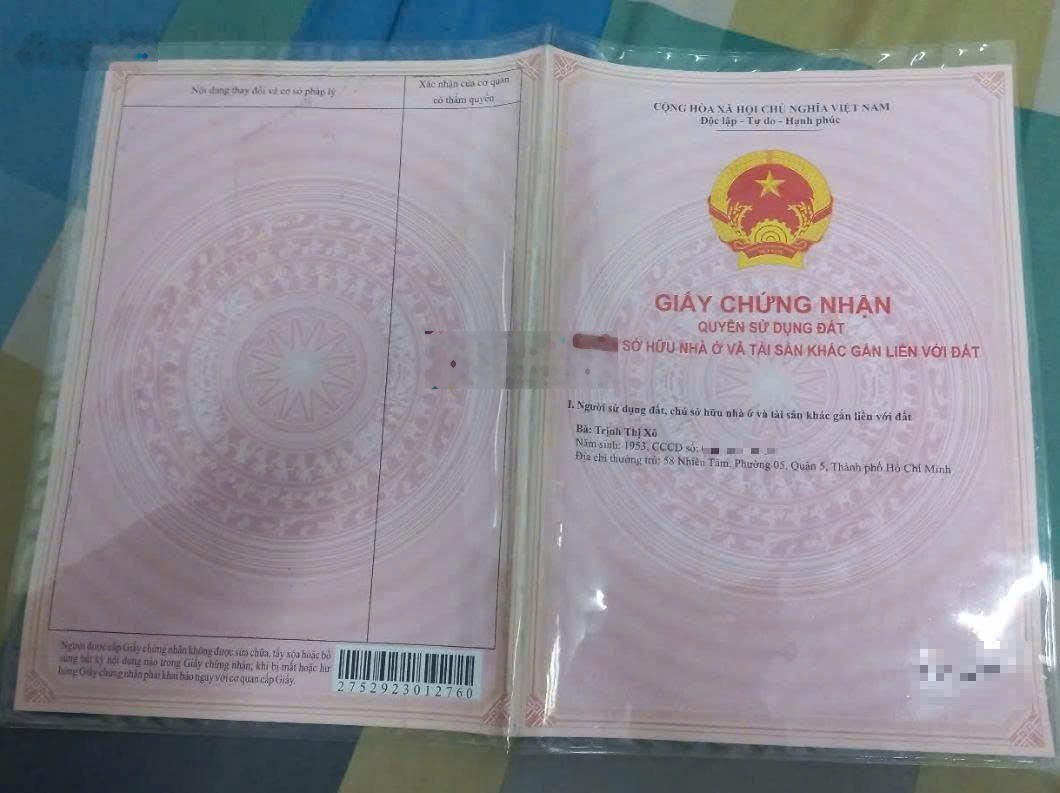 Nội dung thay đổi và cơ sở pháp lý
Xác nhận của cơ quan
có thẩm quyền
Người được cấp Giấy chứng nhận không được sửa chữa, tẩy xóa hoặc bổ
sung bất kỳ nội dung nào trong Giấy chứng nhận; khi bị mất hoặc hư
hỏng Giấy chứng nhận phải khai báo ngay với cơ quan cấp Giấy.
2752923012760
CỘNG HÒA XÃ HỘI CHỦ NGHĨA VIỆT NAM
Độc lập - Tự do - Hạnh phúc
GIẤY CHỨNG NHẬN
QUYỀN SỬ DỤNG ĐẤT
SỞ HỮU NHÀ Ở VÀ TÀI SẢN KHÁC GẮN LIỀN VỚI ĐẤT
I. Người sử dụng đất, chủ sở hữu nhà ở và tài sản khác gắn liền với đất
Bà: Trịnh Thị Xô
Năm sinh: 1953, CCCD số:
Địa chỉ thường trú: 58 Nhiêu Tâm, Phường 05, Quận 5, Thành phố Hồ Chí Minh